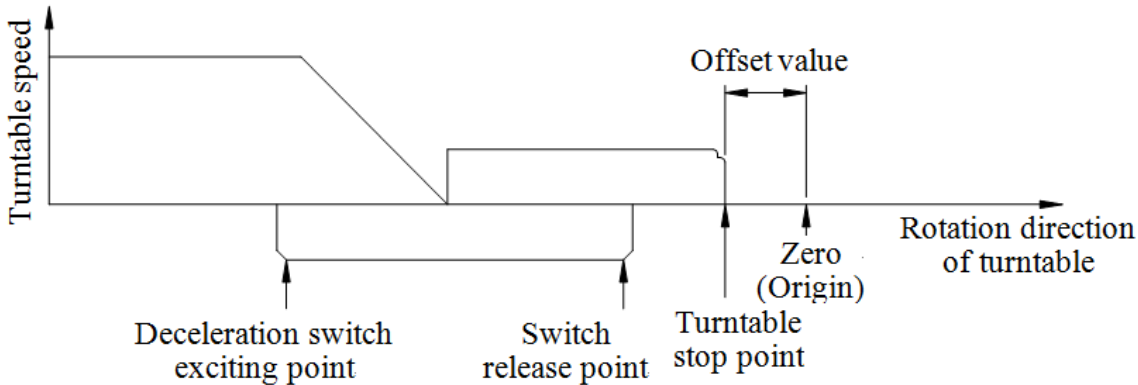 Turntable speed
Offset value
Rotation direction
of turntable
Zero
(Origin)
Deceleration switch
exciting point
Switch
release point
Turntable
stop point